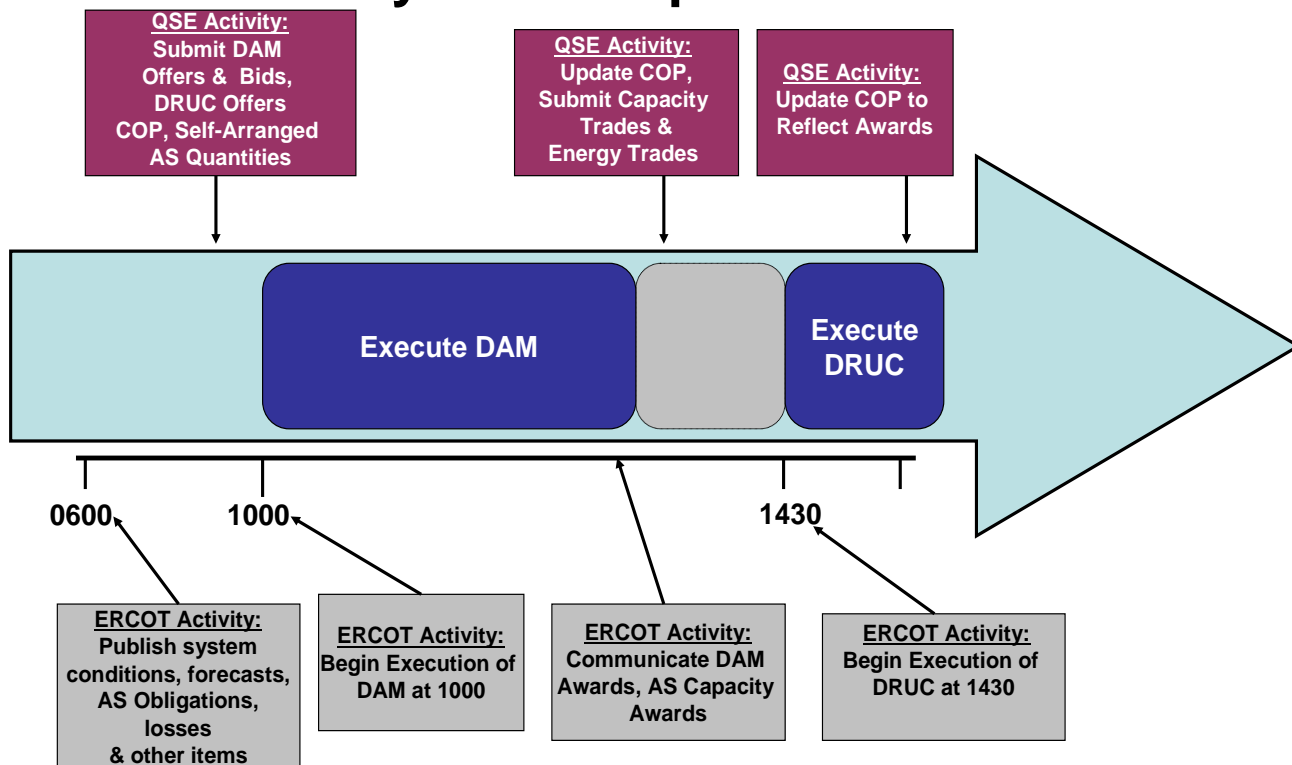 QSE Activity:
Submit DAM
Offers & Bids,
DRUC Offers
COP, Self-Arranged
AS Quantities
QSE Activity:
Update COP,
Submit Capacity
Trades &
Energy Trades
QSE Activity:
Update COP to
Reflect Awards
Execute DAM
Execute
DRUC
0600
1000
1430
ERCOT Activity:
Publish system
conditions, forecasts,
AS Obligations,
losses
& other items
ERCOT Activity:
Begin Execution of
DAM at 1000
ERCOT Activity:
Communicate DAM
Awards, AS Capacity
Awards
ERCOT Activity:
Begin Execution of
DRUC at 1430